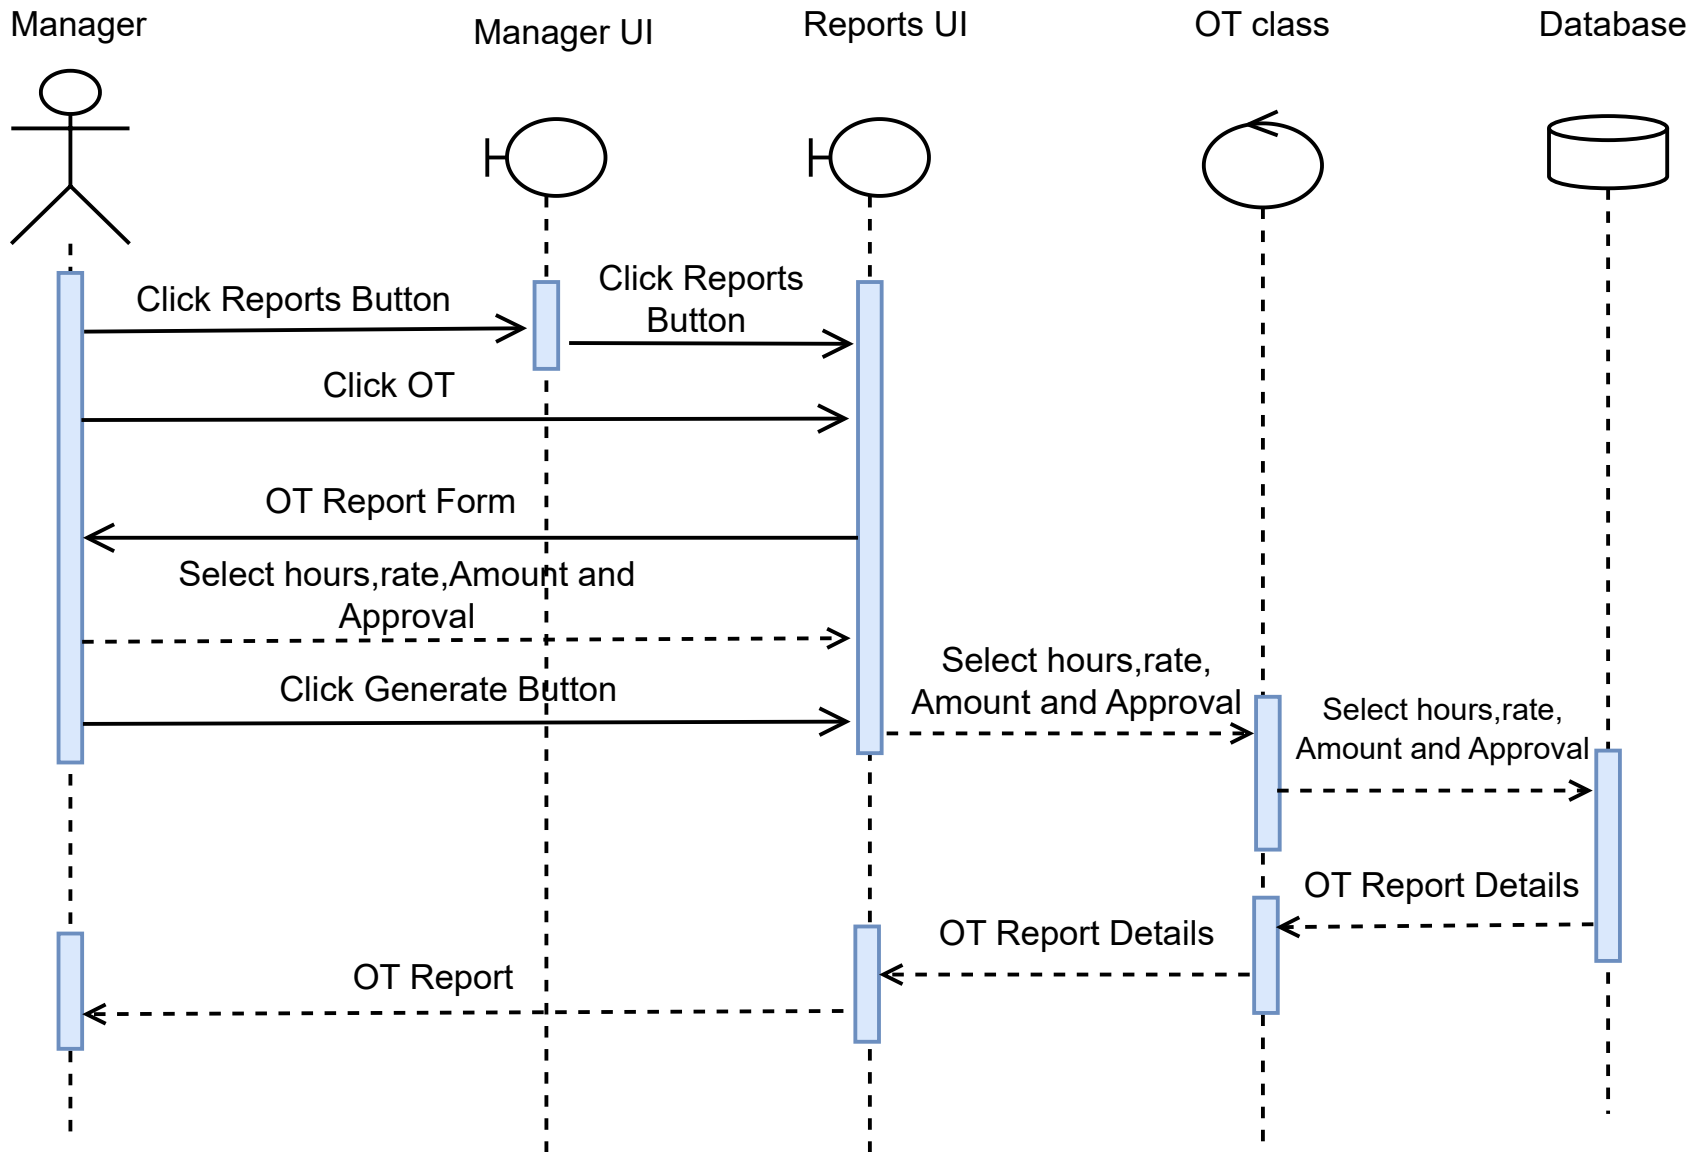 Manager
Manager UI
Reports UI
OT class
Database
Click Reports Button
Click Reports
Button
Click OT
OT Report Form
Select hours,rate,Amount and
Approval
Click Generate Button
Select hours,rate,
Amount and Approval
Select hours,rate,
Amount and Approval
OT Report Details
OT Report Details
OT Report